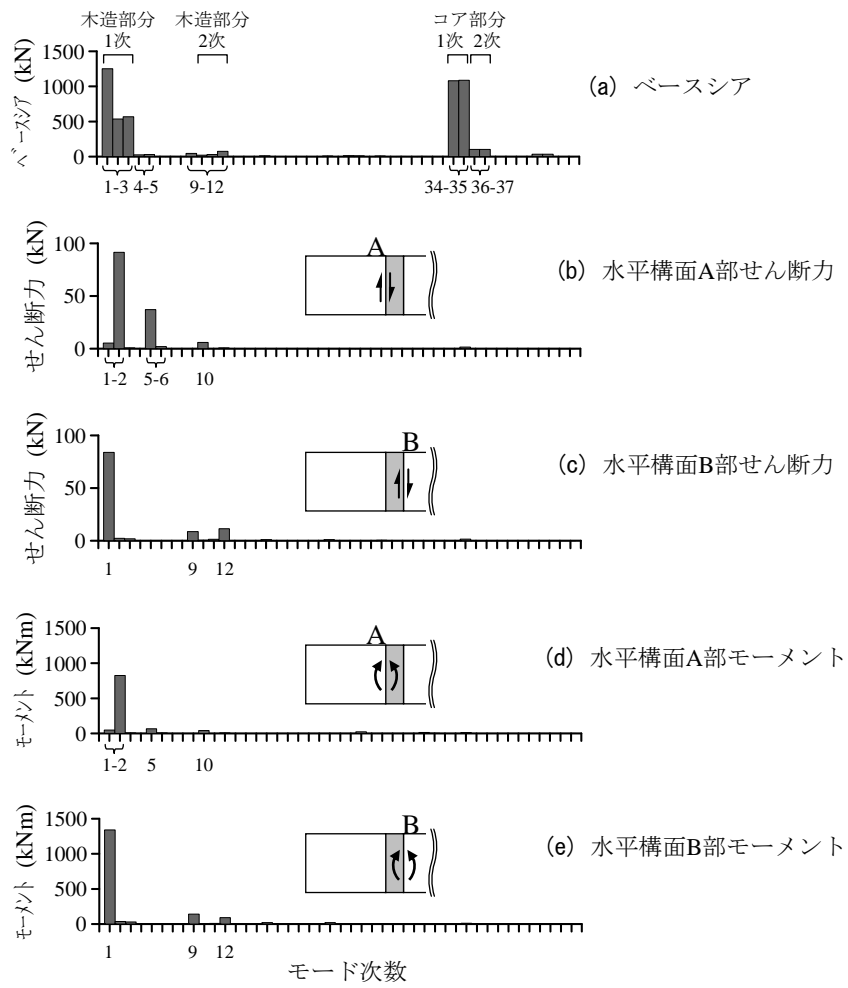 木造部分
1次
木造部分
2次
コア部分
1次 2次
ベースシア (kN)
1500
1000
500
0
1-3 4-5 9-12 34-35 36-37
(a) ベースシア
せん断力 (kN)
100
50
0
A
1-2 5-6 10
(b) 水平構面A部せん断力
せん断力 (kN)
100
50
0
B
1 9 12
(c) 水平構面B部せん断力
モーメント (kNm)
1500
1000
500
0
A
1-2 5 10
(d) 水平構面A部モーメント
モーメント (kNm)
1500
1000
500
0
B
1 9 12
(e) 水平構面B部モーメント
モード次数